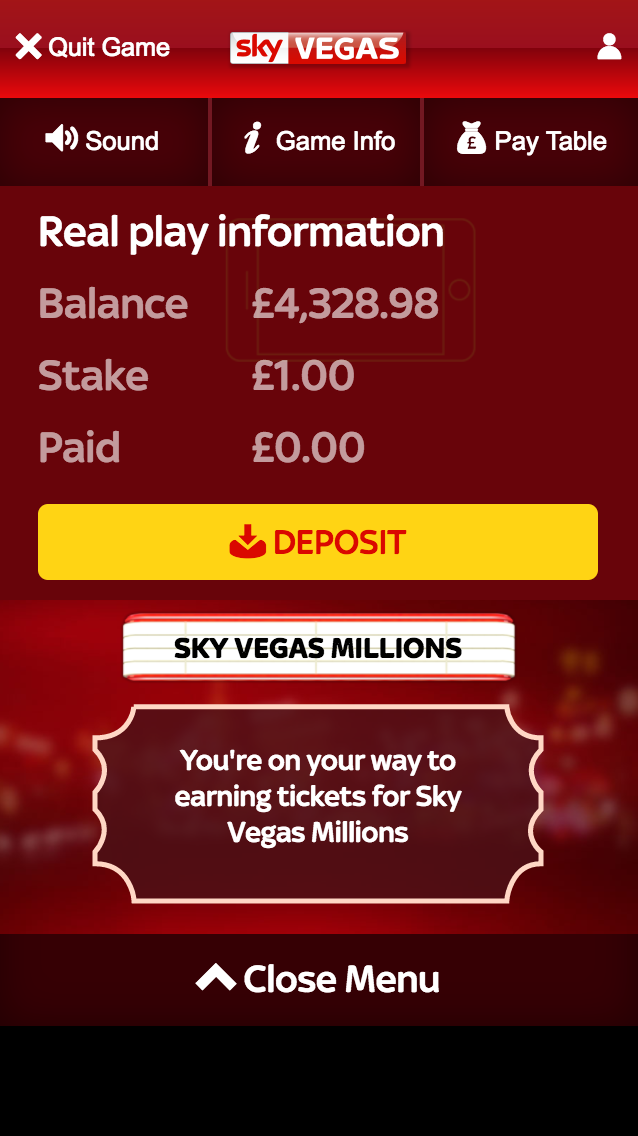 Quit Game
sky VEGAS
Sound
Game Info
Pay Table
Real play information
Balance £4,328.98
Stake £1.00
Paid £0.00
DEPOSIT
SKY VEGAS MILLIONS
You're on your way to
earning tickets for Sky
Vegas Millions
Close Menu